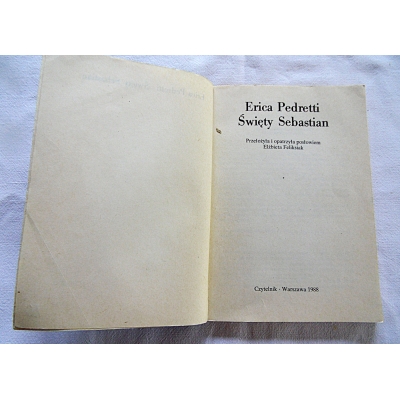 Erica Pedretti
Święty Sebastian
Przełożyła i opatrzyła posłowiem
Elżbieta Feliksiak
Czytelnik · Warszawa 1988